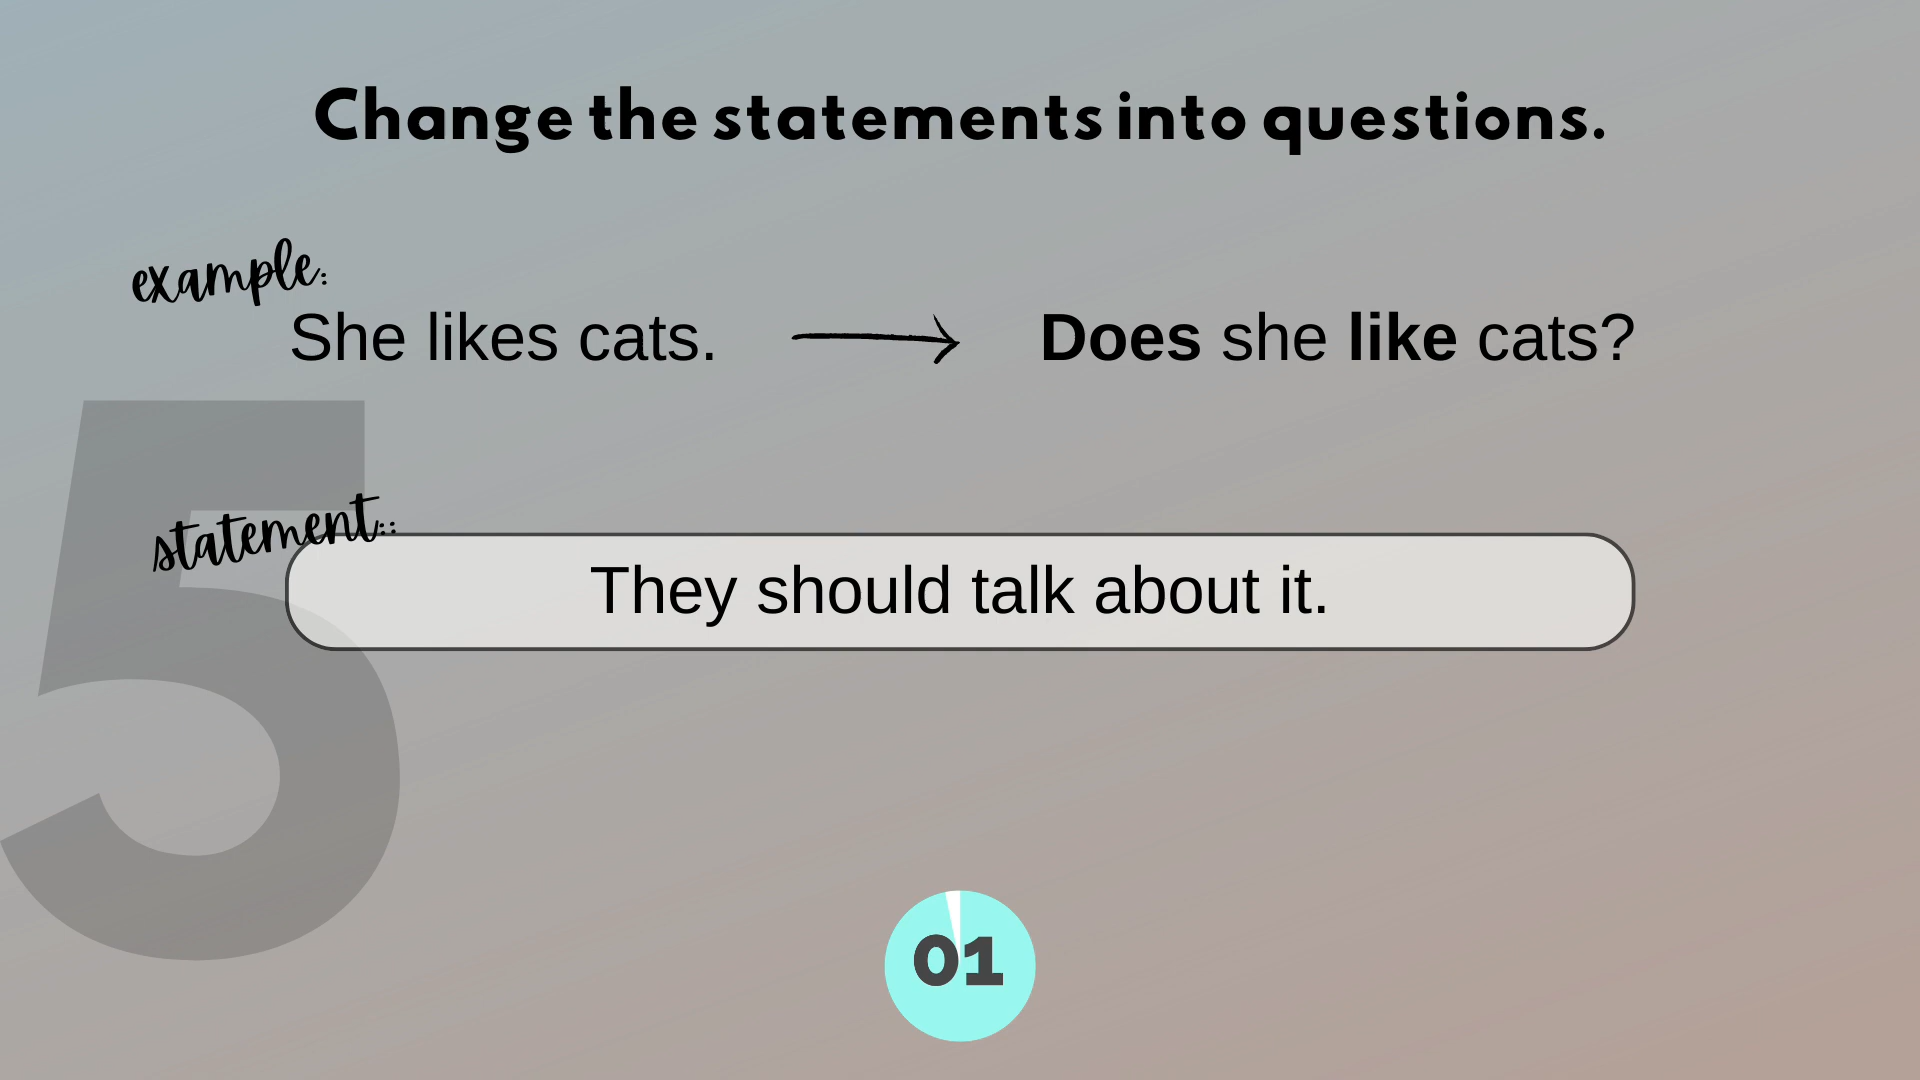 Change the statements into questions.
example:
She likes cats. Does she like cats?
5
statement::
They should talk about it.
01